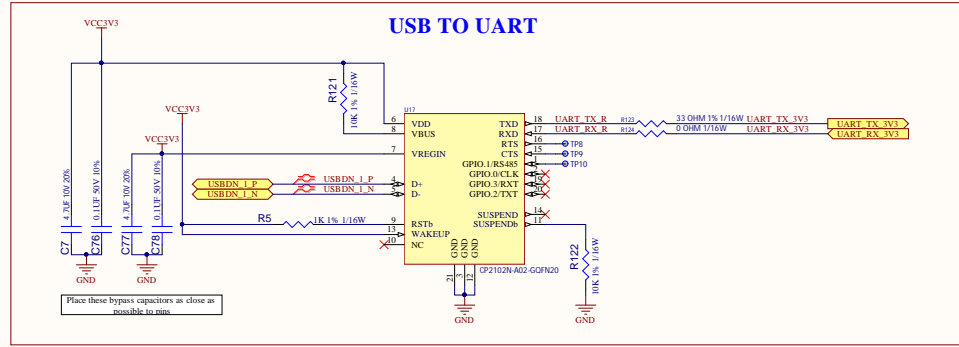 USB TO UART
VCC3V3
R121
10K 1% 1/16W
U17
VCC3V3
VCC3V3
6 VDD
8 VBUS
7 VREGIN
TXD 18 UART_TX_R R123 33 OHM 1% 1/16W UART_TX_3V3 UART_TX_3V3
RXD 17 UART_RX_R R124 0 OHM 1/16W UART_RX_3V3 UART_RX_3V3
RTS 16 TP8
CTS 15 TP9
GPIO.1/RS485 1 TP10
GPIO.0/CLK
GPIO.3/RXT 19
GPIO.2/TXT 20
USBDN_1_P USBDN_1_P 4 D+
USBDN_1_N USBDN_1_N D-
SUSPEND 14
SUSPENDb 11
R5 1K 1% 1/16W 9 RSTb
13 WAKEUP
10 NC
GND
GND
GND
21
3
12
CP2102N-A02-GQFN20
R122
10K 1% 1/16W
C7 4.7UF 10V 20%
C76 0.1UF 50V 10%
C77 4.7UF 10V 20%
C78 0.1UF 50V 10%
GND
GND
GND
GND
Place these bypass capacitors as close as
possible to pins